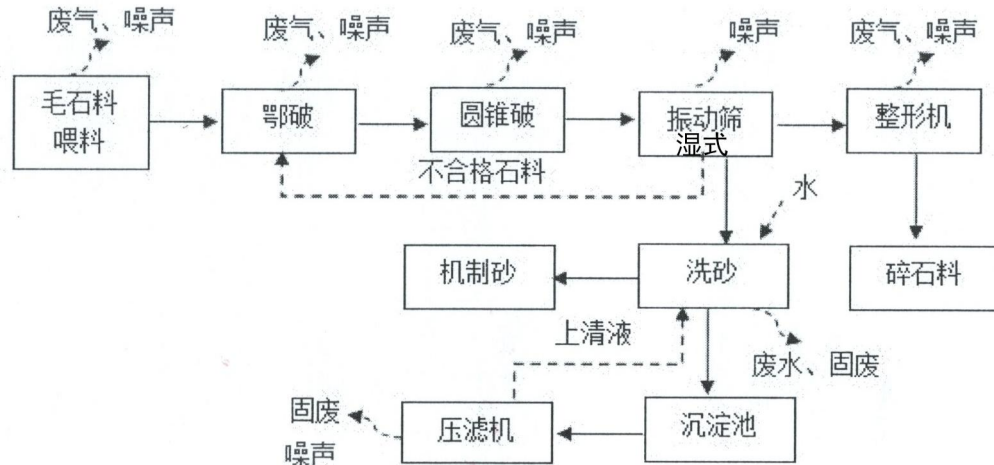 废气、噪声
废气、噪声
废气、噪声
噪声
废气、噪声
毛石料
喂料
鄂破
圆锥破
振动筛
湿式
整形机
不合格石料
水
机制砂
洗砂
碎石料
上清液
废水、固废
固废
噪声
压滤机
沉淀池